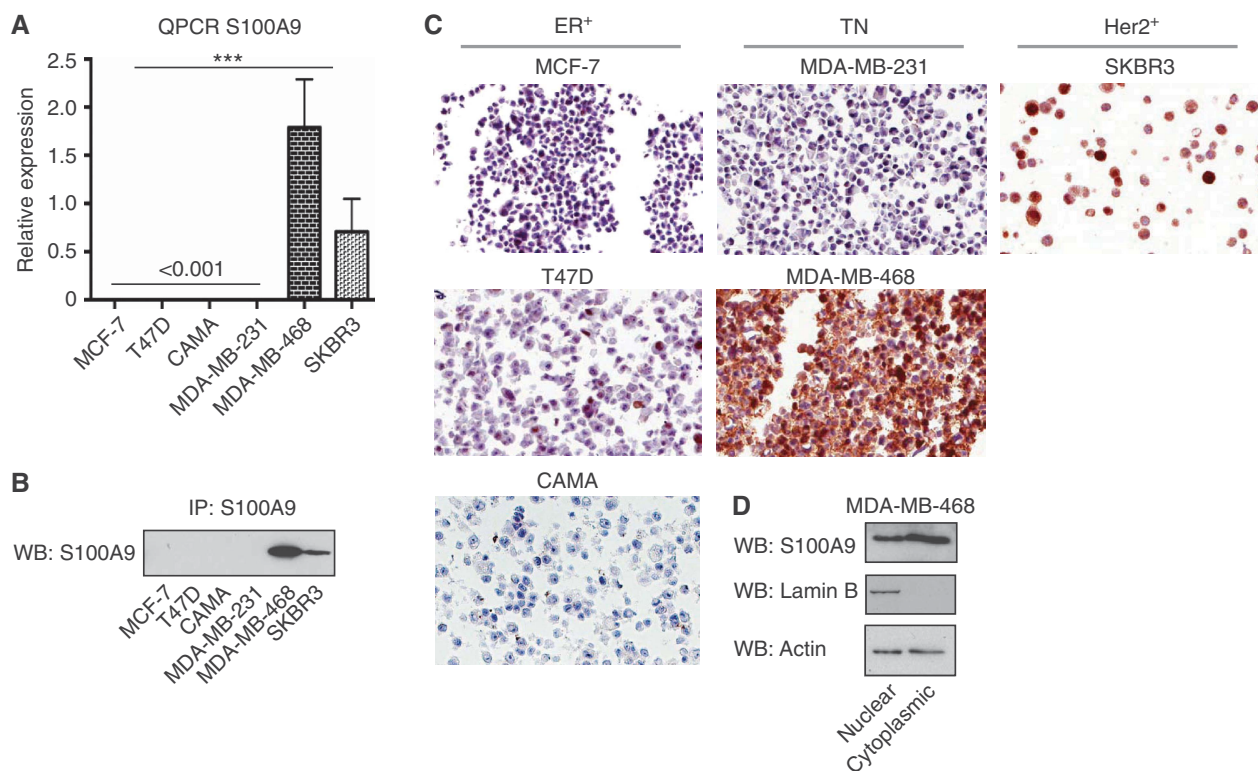 A
QPCR S100A9
Relative expression
2.5
2.0
1.5
1.0
0.5
0
***
<0.001
MCF-7
T47D
CAMA
MDA-MB-231
MDA-MB-468
SKBR3
B
IP: S100A9
WB: S100A9
MCF-7
T47D
CAMA
MDA-MB-231
MDA-MB-468
SKBR3
C
ER⁺
TN
Her2⁺
MCF-7
MDA-MB-231
SKBR3
T47D
MDA-MB-468
CAMA
D
MDA-MB-468
WB: S100A9
WB: Lamin B
WB: Actin
Nuclear
Cytoplasmic